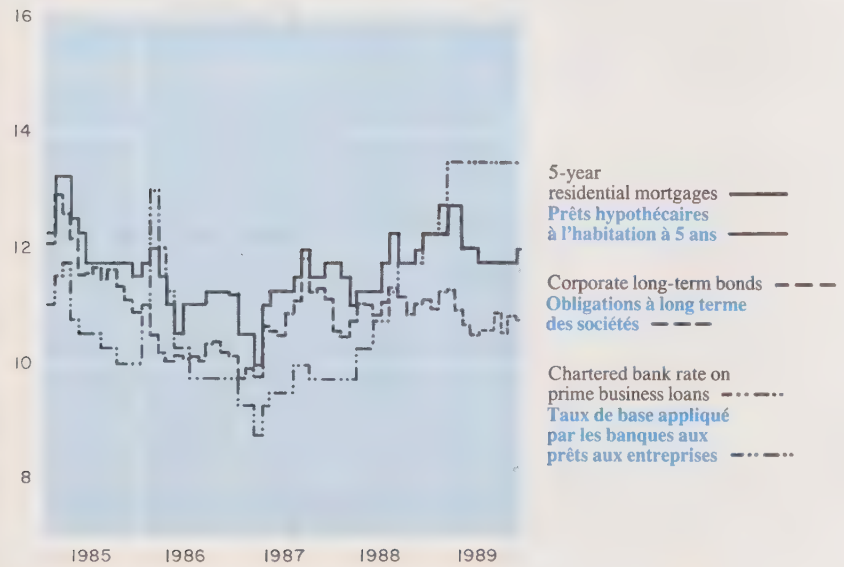 16
14
12
10
8
1985 1986 1987 1988 1989
5-year
residential mortgages
Prêts hypothécaires
à l'habitation à 5 ans
Corporate long-term bonds
Obligations à long terme
des sociétés
Chartered bank rate on
prime business loans
Taux de base appliqué
par les banques aux
prêts aux entreprises